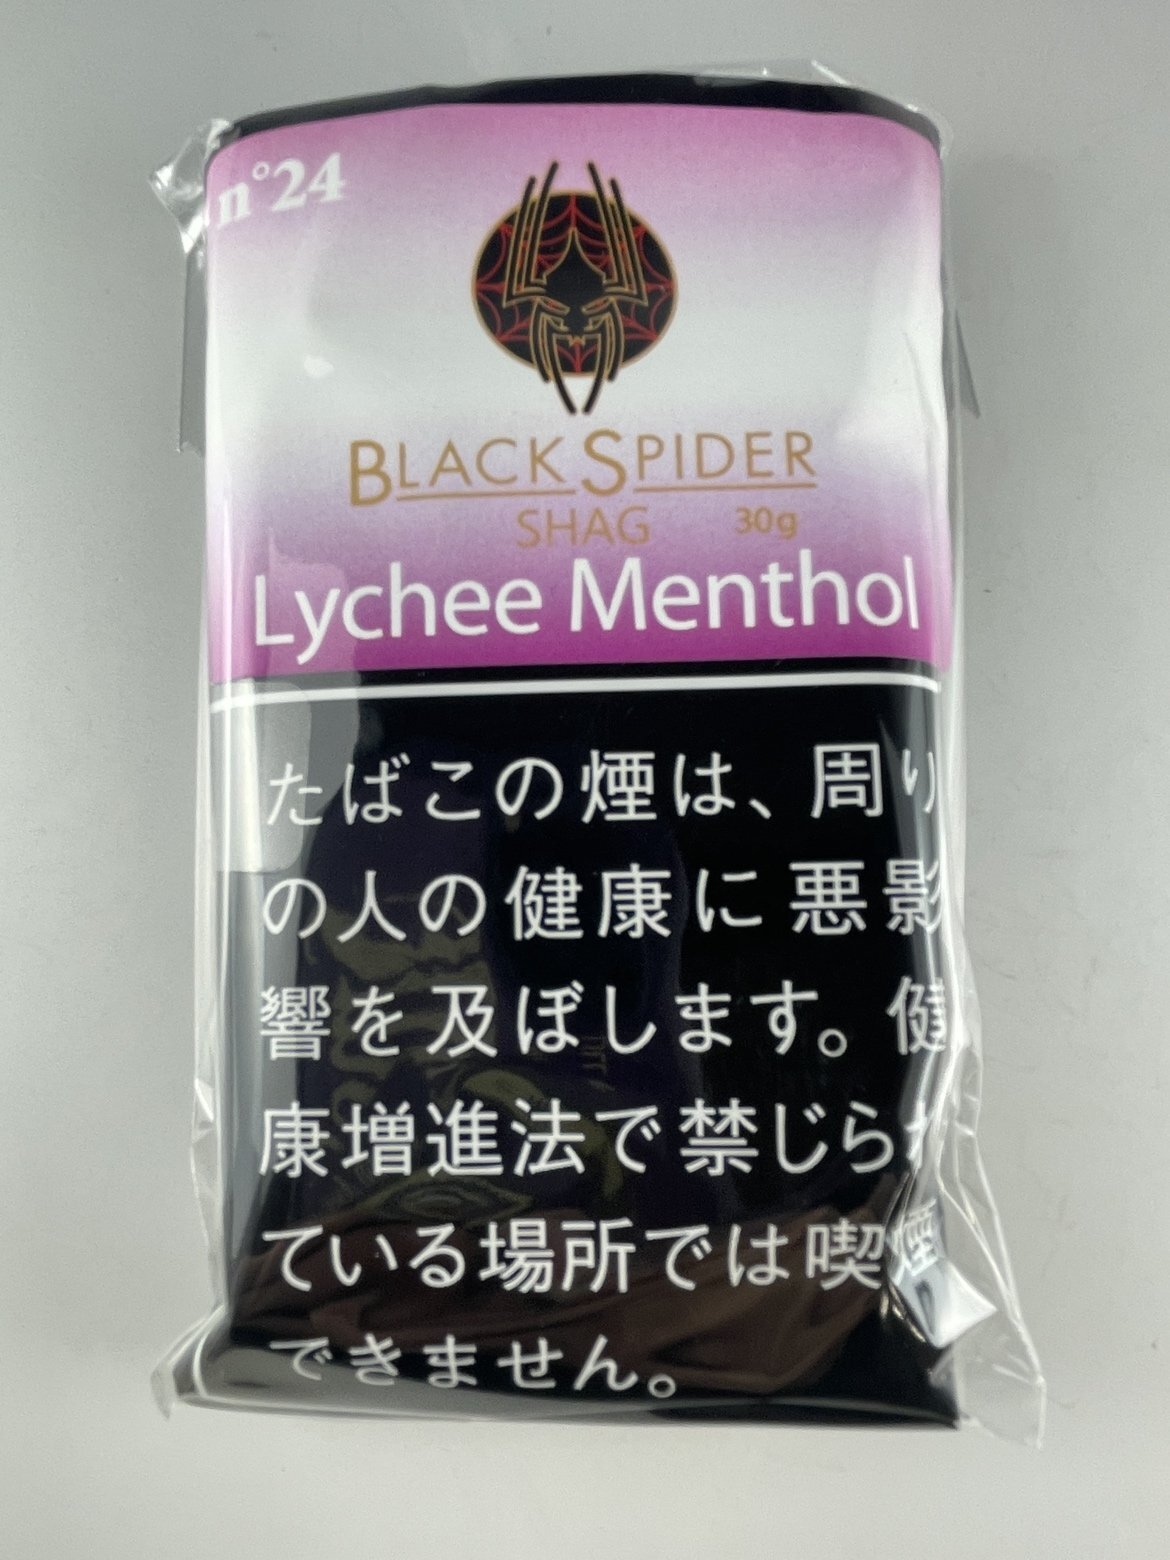 n°24
BLACK SPIDER
SHAG 30g
Lychee Menthol
たばこの煙は、周り
の人の健康に悪影
響を及ぼします。健
康増進法で禁じられ
ている場所では喫煙
できません。